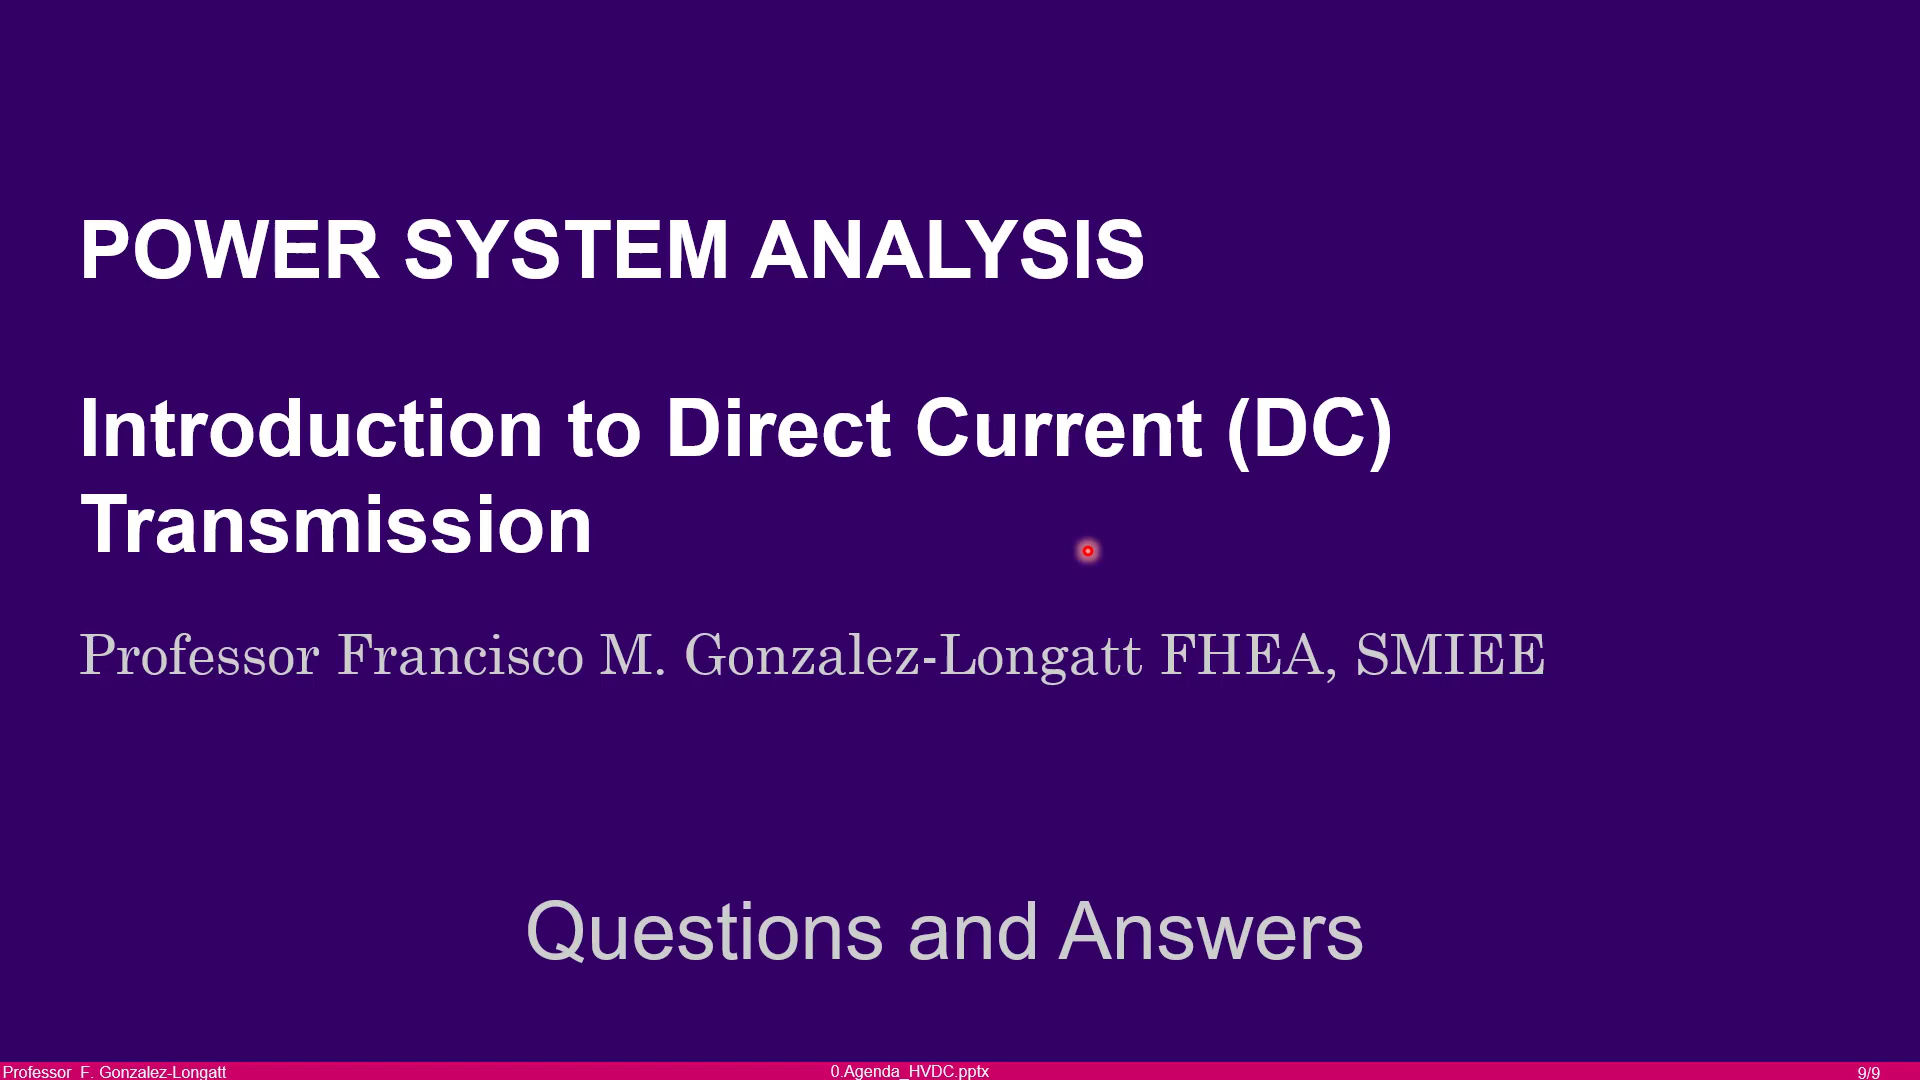 POWER SYSTEM ANALYSIS
Introduction to Direct Current (DC)
Transmission
Professor Francisco M. Gonzalez-Longatt FHEA, SMIEE
Questions and Answers
Professor F. Gonzalez-Longatt
0.Agenda_HVDC.pptx
9/9